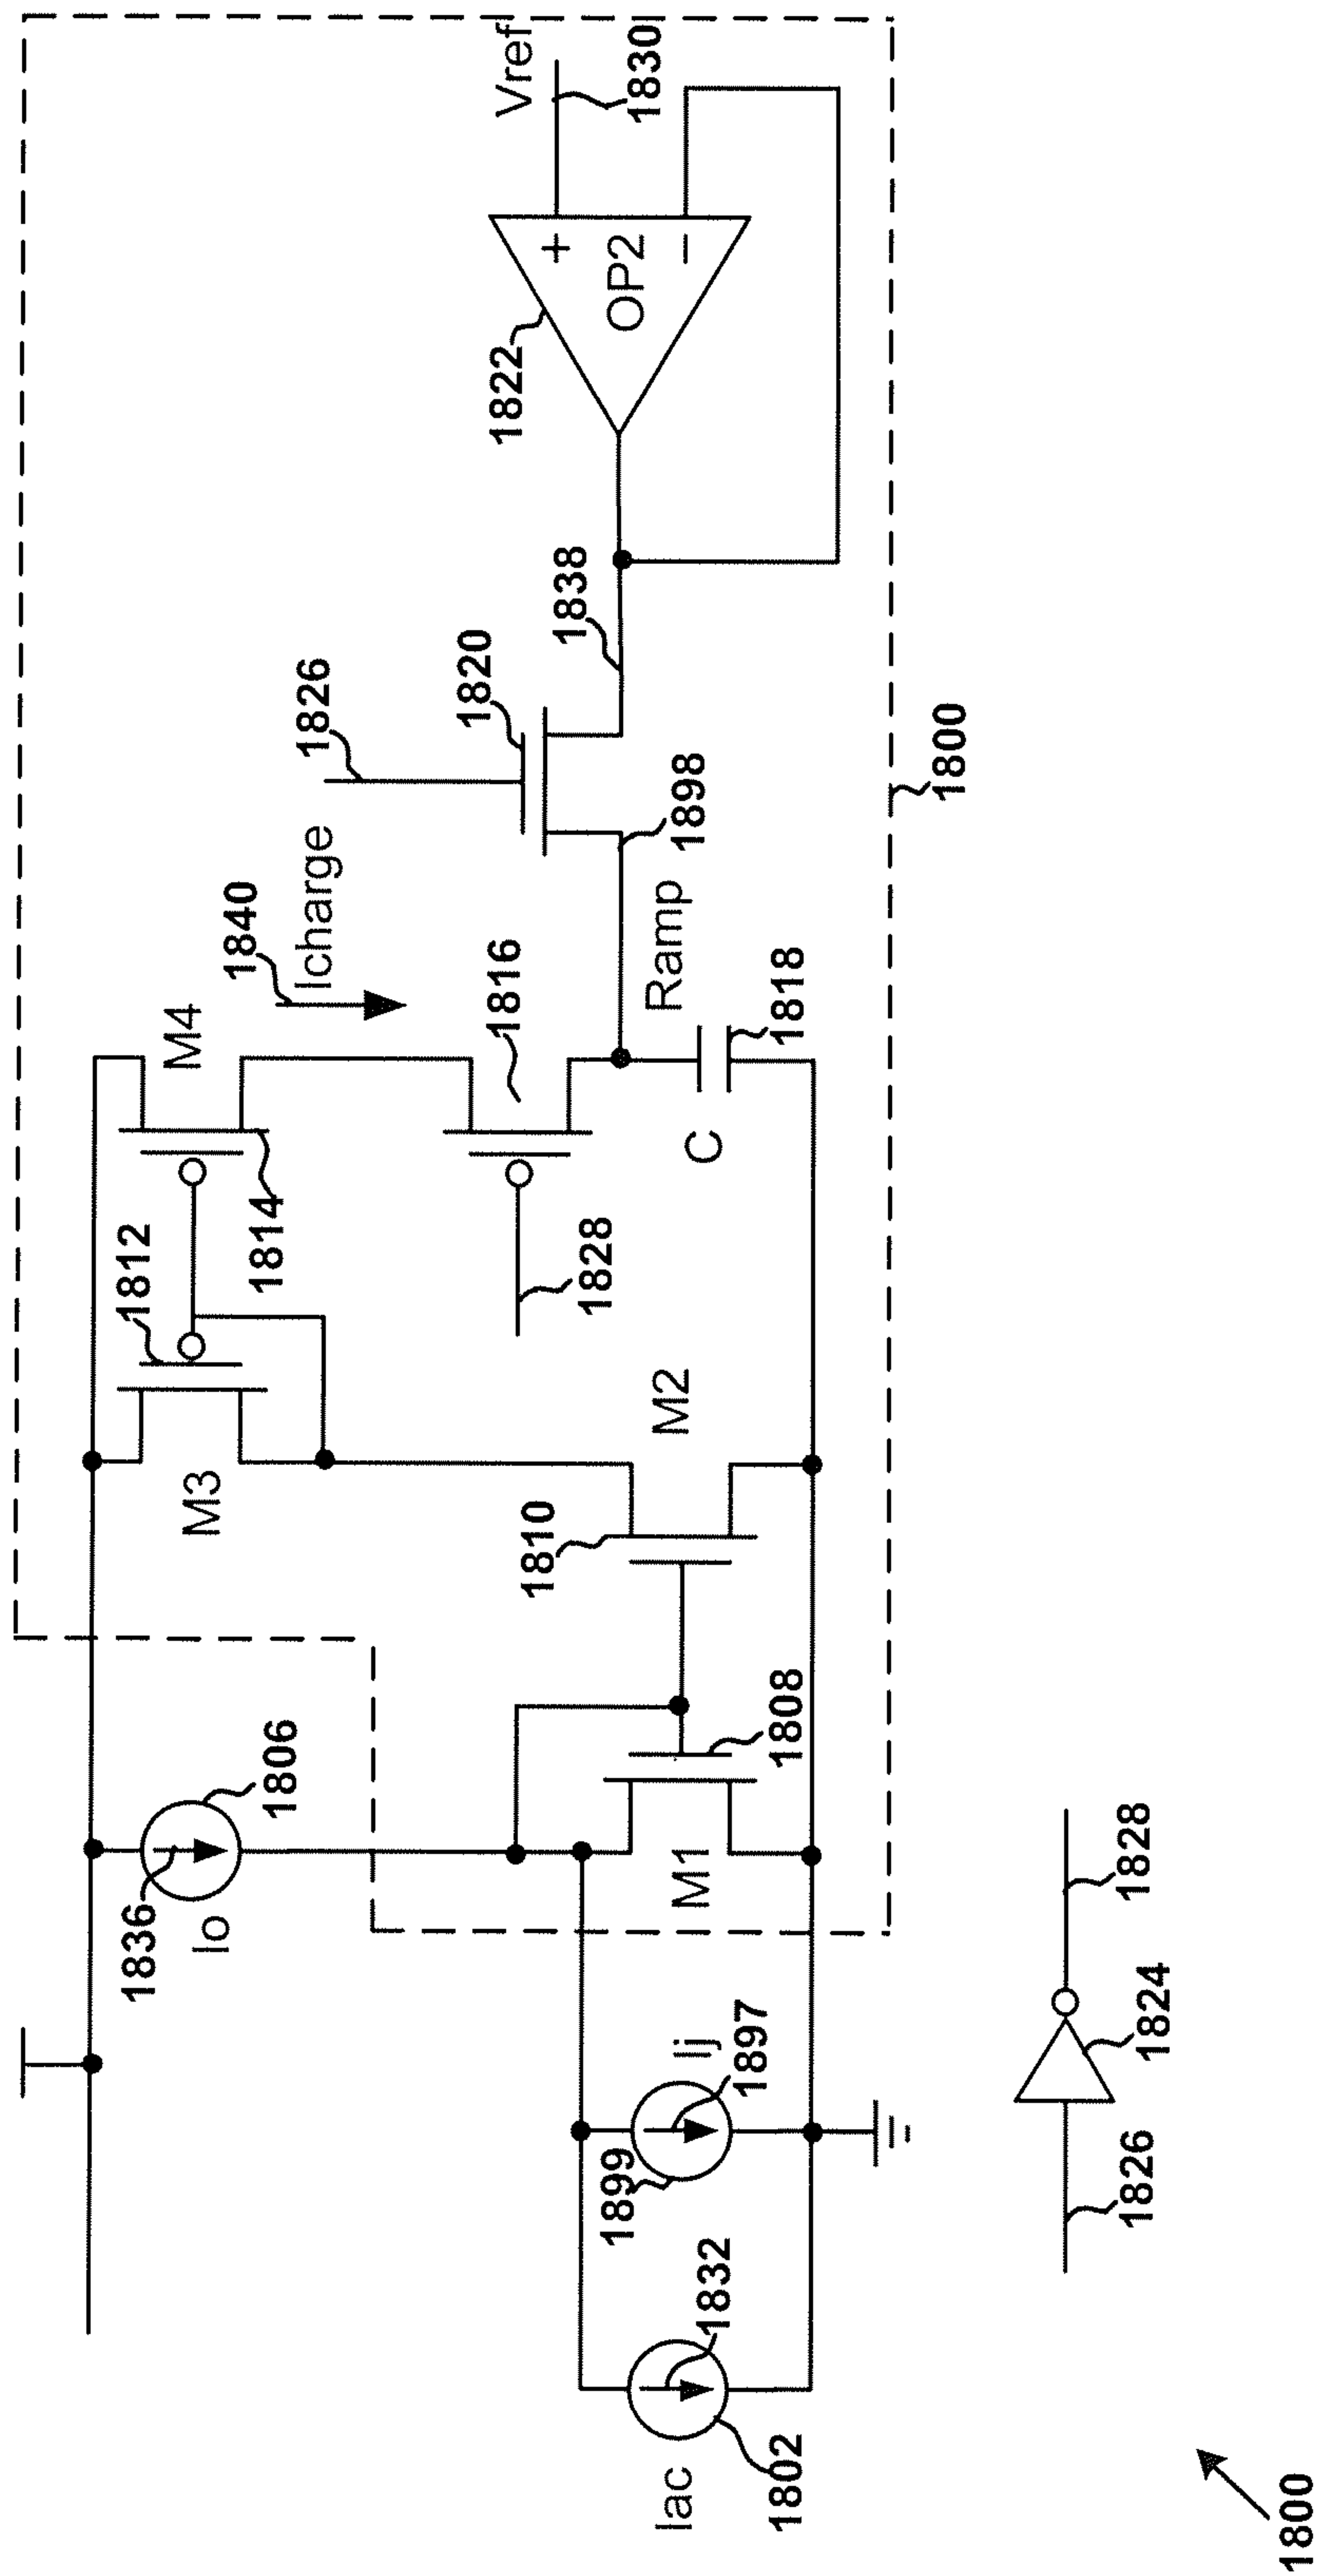 1812
M4
1836
M3
1840
Io
1806
1814
Icharge
1826
1820
1816
1822
Vref
1810
1838
+
1828
OP2
1830
1899
−
Iac
1832
Ij
M1
M2
C
Ramp
1898
1897
1802
1808
1818
1800
1826
1824
1828
1800